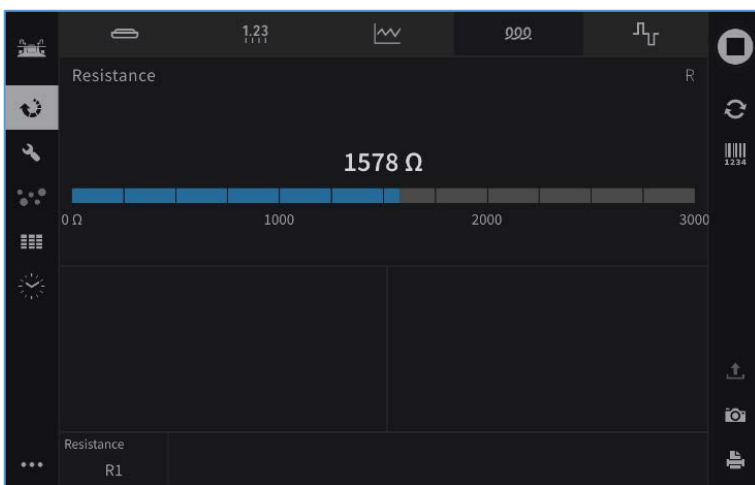 1.23
Resistance R
1234
1578 Ω
0 Ω 1000 2000 3000
Resistance
R1